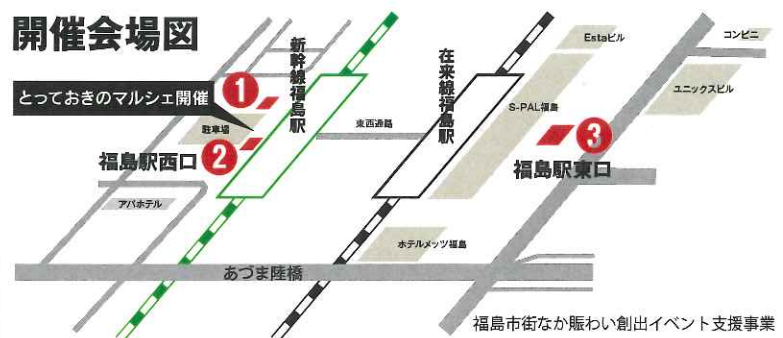 開催会場図
とっておきのマルシェ開催
1
駐車場
2
福島駅西口
アパホテル
新幹線福島駅
東西通路
在来線福島駅
Estaビル
コンビニ
S-PAL福島
ユニックスビル
3
福島駅東口
ホテルメッツ福島
あづま陸橋
福島市街なか賑わい創出イベント支援事業